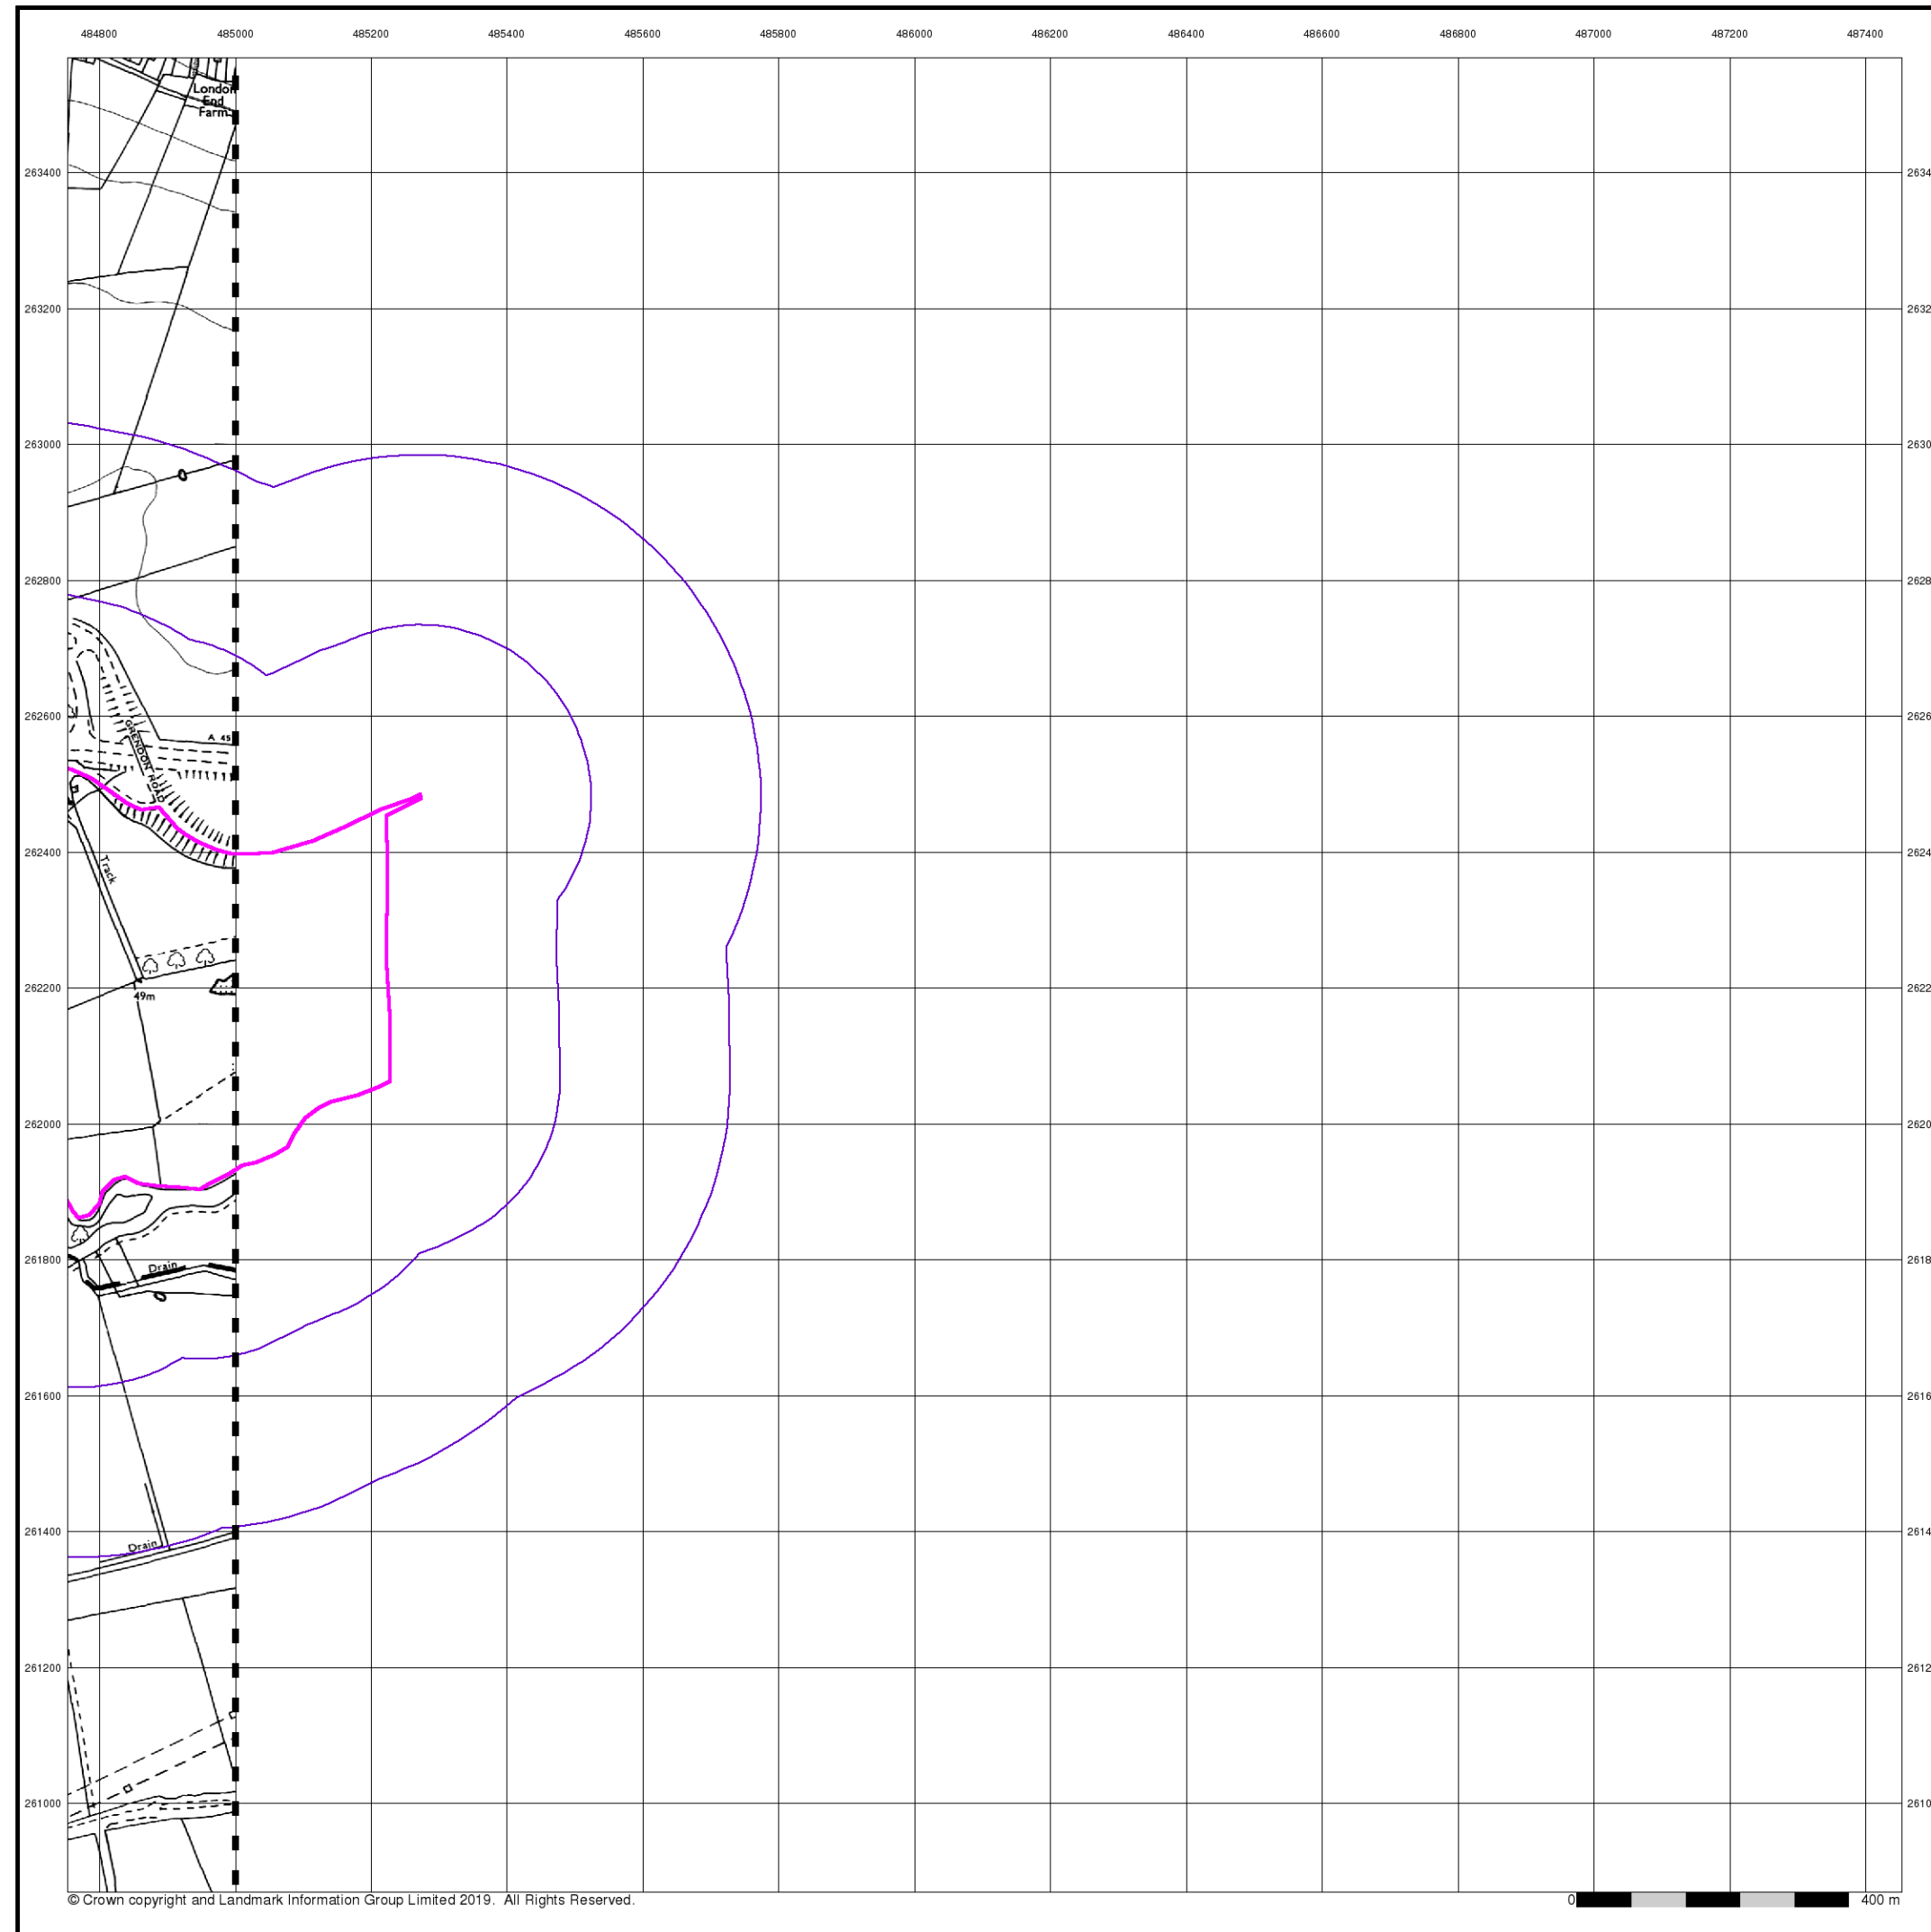 484800 485000 485200 485400 485600 485800 486000 486200 486400 486600 486800 487000 487200 487400
London
End
Farm
263400 2634
263200 2632
263000 2630
262800 2628
262600 2626
A 45
GRENDON ROAD
262400 2624
Track
262200 2622
49m
262000 2620
261800 2618
Drain
261600 2616
261400 2614
Drain
261200 2612
261000 2610
© Crown copyright and Landmark Information Group Limited 2019. All Rights Reserved.
0 400 m